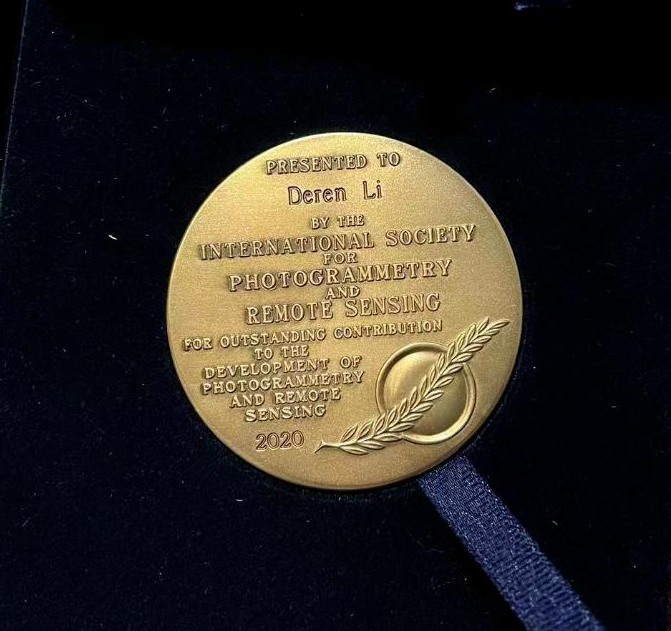 PRESENTED TO
Deren Li
BY THE
INTERNATIONAL SOCIETY
FOR
PHOTOGRAMMETRY
AND
REMOTE SENSING
FOR OUTSTANDING CONTRIBUTION
TO THE
DEVELOPMENT OF
PHOTOGRAMMETRY
AND REMOTE
SENSING
2020